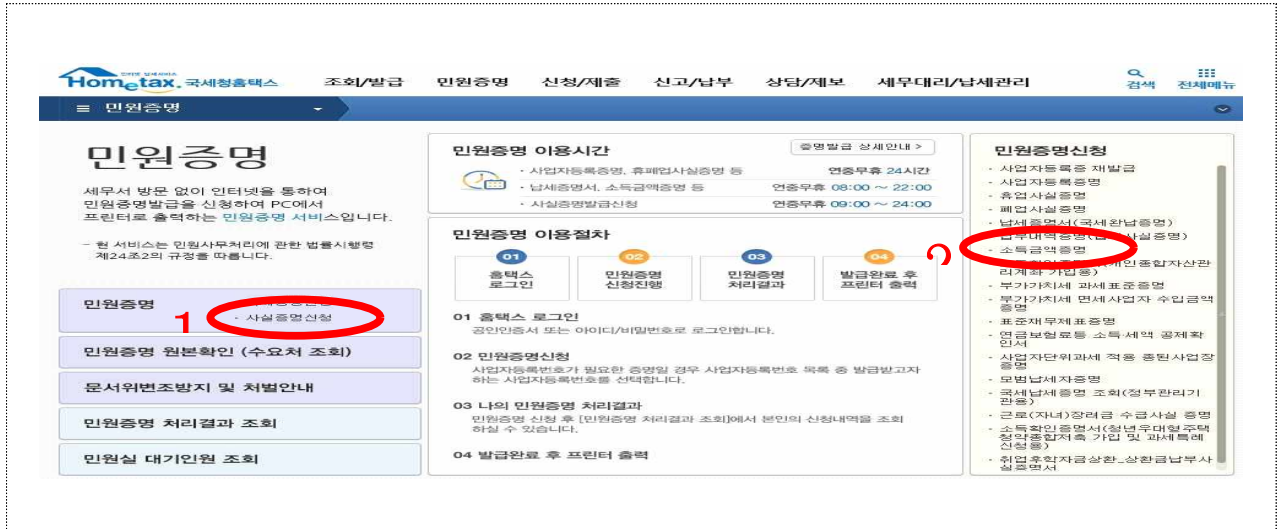 Hometax. 국세청홈택스
조회/발급 민원증명 신청/제출 신고/납부 상담/제보 세무대리/납세관리 검색 전체메뉴
≡ 민원증명
민원증명
세무서 방문 없이 인터넷을 통하여
민원증명발급을 신청하여 PC에서
프린터로 출력하는 민원증명 서비스입니다.
- 현 서비스는 민원사무처리에 관한 법률시행령
제24조2의 규정을 따릅니다.
민원증명
· 사실증명신청
1
민원증명 원본확인 (수요처 조회)
문서위변조방지 및 처벌안내
민원증명 처리결과 조회
민원실 대기인원 조회
민원증명 이용시간
증명발급 상세안내 >
· 사업자등록증명, 휴폐업사실증명 등 연중무휴 24시간
· 납세증명서, 소득금액증명 등 연중무휴 08:00 ~ 22:00
· 사실증명발급신청 연중무휴 09:00 ~ 24:00
민원증명 이용절차
01 02 03 04
홈택스 민원증명 민원증명 발급완료 후
로그인 신청진행 처리결과 프린터 출력
01 홈택스 로그인
공인인증서 또는 아이디/비밀번호로 로그인합니다.
02 민원증명신청
사업자등록번호가 필요한 증명일 경우 사업자등록번호 목록 중 발급받고자
하는 사업자등록번호를 선택합니다.
03 나의 민원증명 처리결과
민원증명 신청 후 [민원증명 처리결과 조회]에서 본인의 신청내역을 조회
하실 수 있습니다.
04 발급완료 후 프린터 출력
민원증명신청
· 사업자등록증 재발급
· 사업자등록증명
· 휴업사실증명
· 폐업사실증명
· 납세증명서(국세완납증명)
· 납부내역증명(납세사실증명)
· 소득금액증명
개인종합자산관
리계좌 가입용)
· 부가가치세 과세표준증명
· 부가가치세 면세사업자 수입금액
증명
· 표준재무제표증명
· 연금보험료등 소득·세액 공제확
인서
· 사업자단위과세 적용 종된사업장
증명
· 모범납세자증명
· 국세납세증명 조회(정부관리기
관용)
· 근로(자녀)장려금 수급사실 증명
· 소득확인증명서(청년우대형주택
청약종합저축 가입 및 과세특례
신청용)
· 취업후학자금상환_상환금납부사
실증명서